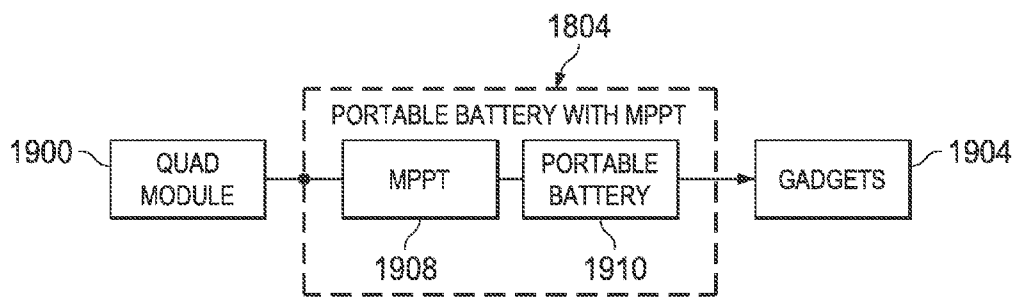 1804
PORTABLE BATTERY WITH MPPT
1900
QUAD
MODULE
MPPT
PORTABLE
BATTERY
GADGETS
1904
1908
1910